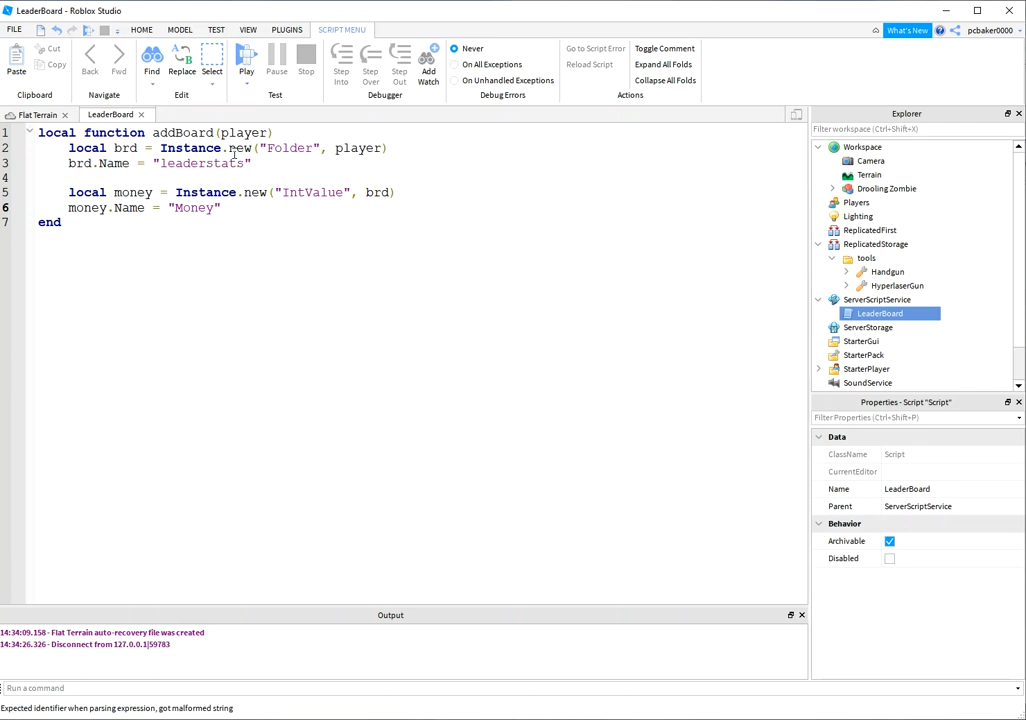 LeaderBoard - Roblox Studio
FILE HOME MODEL TEST VIEW PLUGINS SCRIPT MENU What's New pcbaker0000
Paste Cut Copy Back Fwd Find Replace Select Play Pause Stop Step Into Step Over Step Out Add Watch
Never
On All Exceptions
On Unhandled Exceptions
Go to Script Error
Reload Script
Toggle Comment
Expand All Folds
Collapse All Folds
Clipboard Navigate Edit Test Debugger Debug Errors Actions
Flat Terrain LeaderBoard
1 local function addBoard(player)
2 local brd = Instance.new("Folder", player)
3 brd.Name = "leaderstats"
4
5 local money = Instance.new("IntValue", brd)
6 money.Name = "Money"
7 end
Explorer
Filter workspace (Ctrl+Shift+X)
Workspace
Camera
Terrain
Drooling Zombie
Players
Lighting
ReplicatedFirst
ReplicatedStorage
tools
Handgun
HyperlaserGun
ServerScriptService
LeaderBoard
ServerStorage
StarterGui
StarterPack
StarterPlayer
SoundService
Properties - Script "Script"
Filter Properties (Ctrl+Shift+P)
Data
ClassName Script
CurrentEditor
Name LeaderBoard
Parent ServerScriptService
Behavior
Archivable
Disabled
Output
14:34:09.158 - Flat Terrain auto-recovery file was created
14:34:26.326 - Disconnect from 127.0.0.1|59783
Run a command
Expected identifier when parsing expression, got malformed string